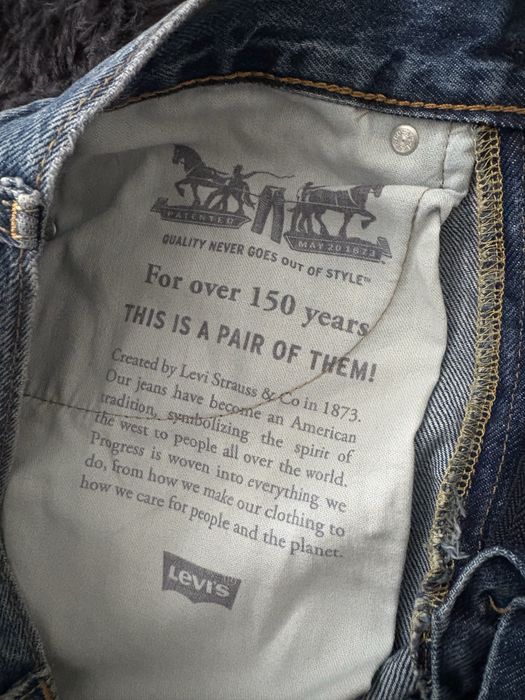 PATENTED
MAY 20 1873
QUALITY NEVER GOES OUT OF STYLE™
For over 150 years
THIS IS A PAIR OF THEM!
Created by Levi Strauss & Co in 1873.
Our jeans have become an American
tradition, symbolizing the spirit of
the west to people all over the world.
Progress is woven into everything we
do, from how we make our clothing to
how we care for people and the planet.
Levi's